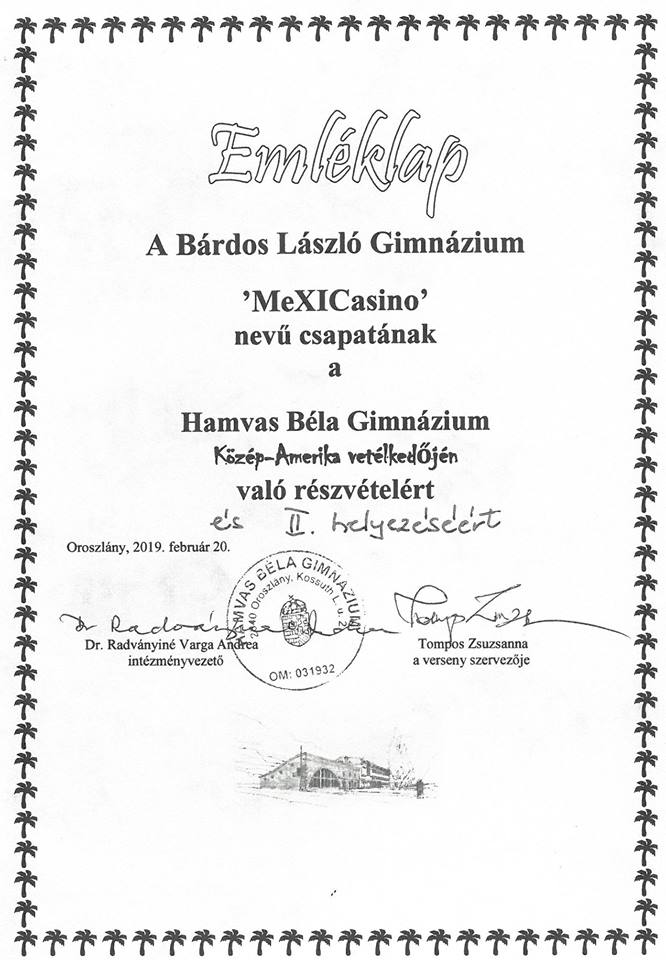 Emléklap
A Bárdos László Gimnázium
’MeXICasino’
nevű csapatának
a
Hamvas Béla Gimnázium
Közép-Amerika vetélkedőjén
való részvételért
és II. helyezéséért
Oroszlány, 2019. február 20.
HAMVAS BÉLA GIMNÁZIUM
2840 Oroszlány, Kossuth L. u. 2.
OM: 031932
Dr. Radványiné Varga Andrea
intézményvezető
Tompos Zsuzsanna
a verseny szervezője